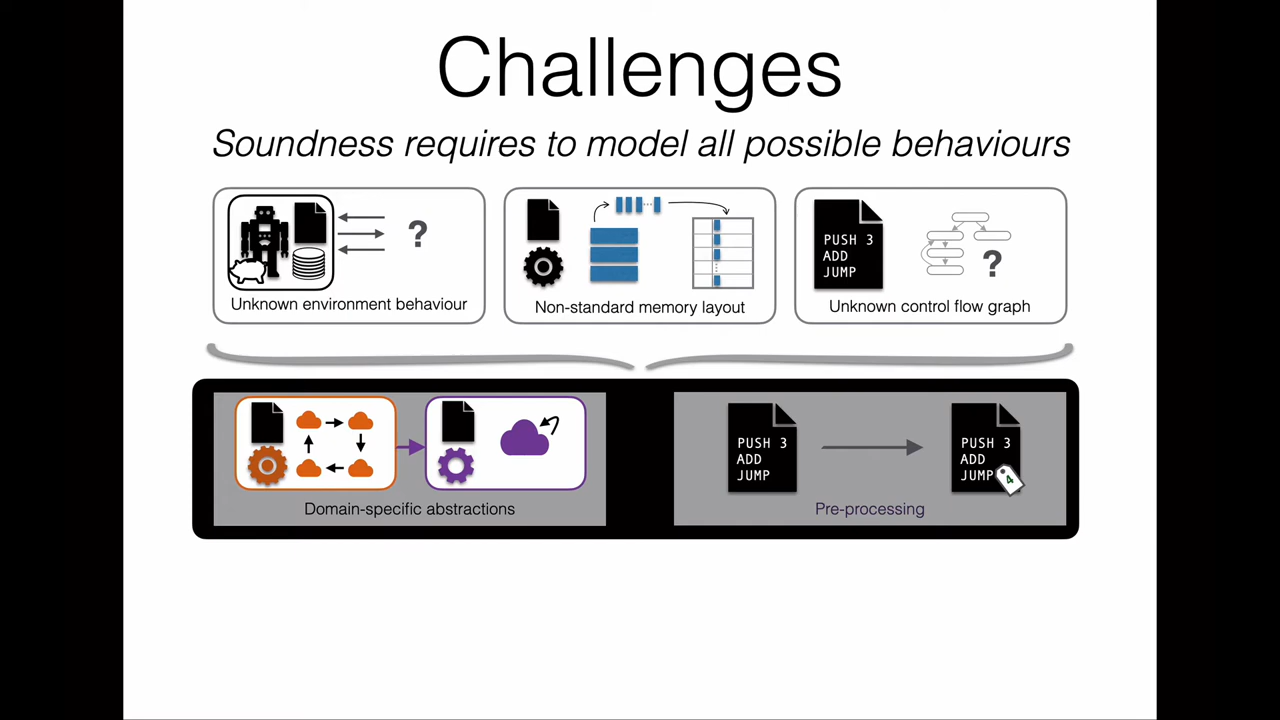 Challenges
Soundness requires to model all possible behaviours
?
Unknown environment behaviour
Non-standard memory layout
PUSH 3
ADD
JUMP
?
Unknown control flow graph
Domain-specific abstractions
PUSH 3
ADD
JUMP
PUSH 3
ADD
JUMP
4
Pre-processing